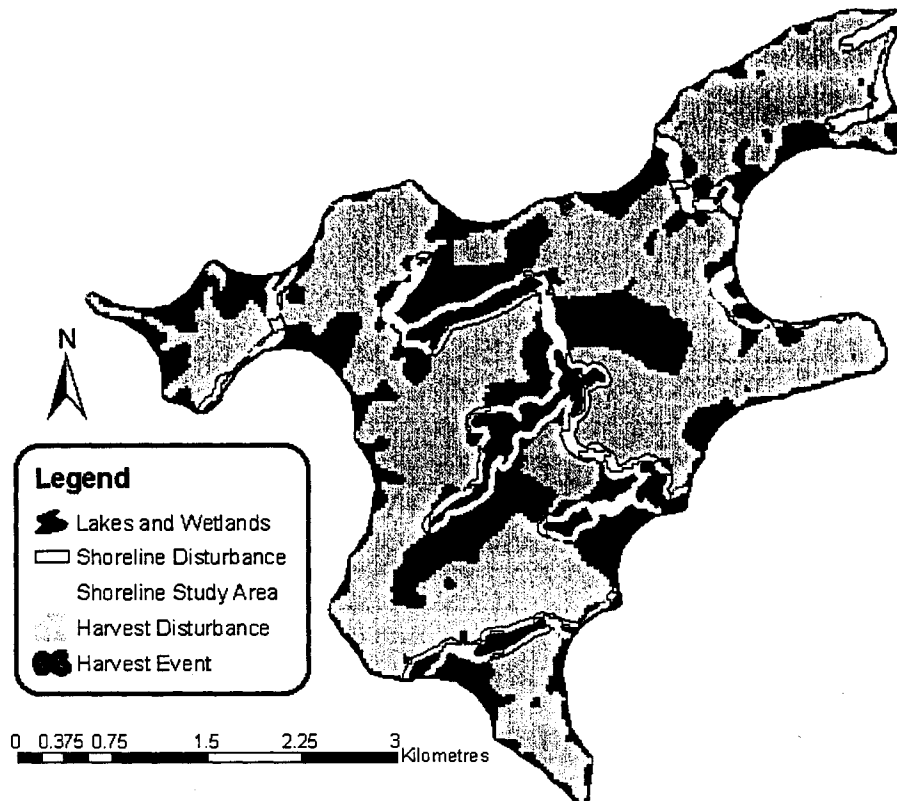 N
Legend
Lakes and Wetlands
Shoreline Disturbance
Shoreline Study Area
Harvest Disturbance
Harvest Event
0 0.375 0.75 1.5 2.25 3
Kilometres